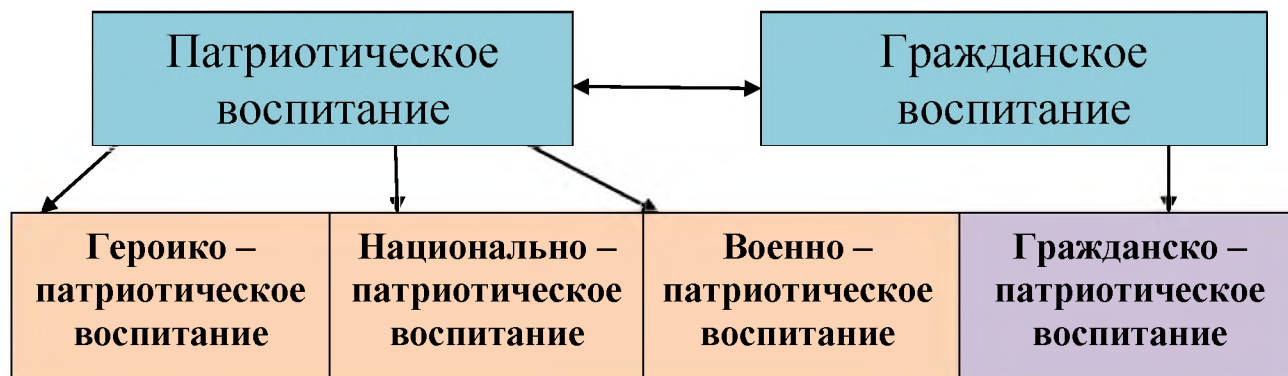 Патриотическое
воспитание
Гражданское
воспитание
Героико –
патриотическое
воспитание
Национально –
патриотическое
воспитание
Военно –
патриотическое
воспитание
Гражданско –
патриотическое
воспитание